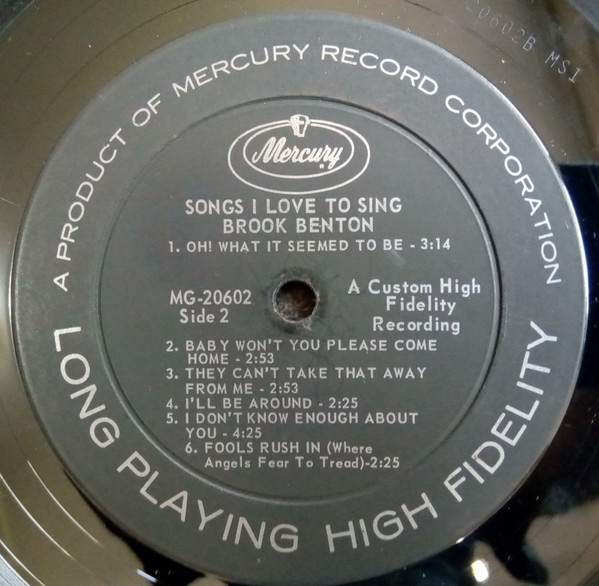 20602B MS1
A PRODUCT OF MERCURY RECORD CORPORATION
Mercury
SONGS I LOVE TO SING
BROOK BENTON
1. OH! WHAT IT SEEMED TO BE - 3:14
MG-20602
Side 2
A Custom High
Fidelity
Recording
2. BABY WON'T YOU PLEASE COME
HOME - 2:53
3. THEY CAN'T TAKE THAT AWAY
FROM ME - 2:53
4. I'LL BE AROUND - 2:25
5. I DON'T KNOW ENOUGH ABOUT
YOU - 4:25
6. FOOLS RUSH IN (Where
Angels Fear To Tread)-2:25
LONG PLAYING HIGH FIDELITY